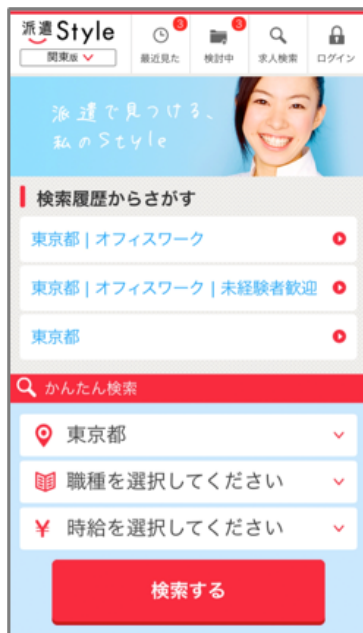 派遣Style
関東版
3
最近見た
3
検討中
求人検索
ログイン
派遣で見つける、
私のStyle
検索履歴からさがす
東京都 | オフィスワーク
東京都 | オフィスワーク | 未経験者歓迎
東京都
かんたん検索
東京都
職種を選択してください
¥ 時給を選択してください
検索する